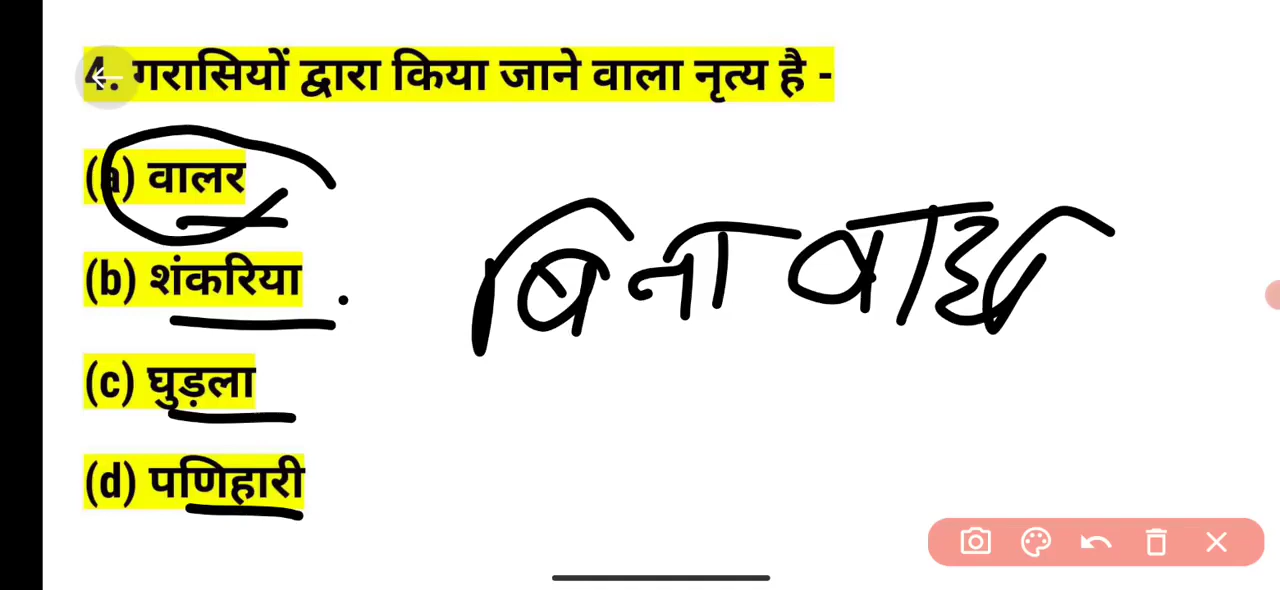 4. गरासियों द्वारा किया जाने वाला नृत्य है -
(a) वालर
(b) शंकरिया
(c) घुड़ला
(d) पणिहारी
बिना वाद्य